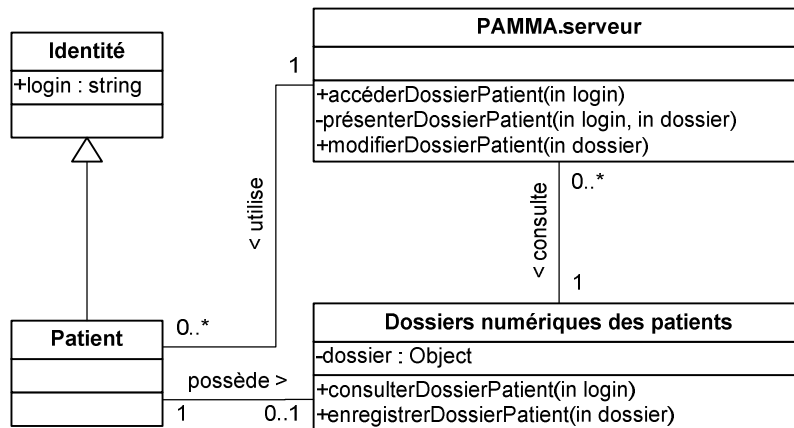 Identité
+login : string
PAMMA.serveur
+accéderDossierPatient(in login)
-présenterDossierPatient(in login, in dossier)
+modifierDossierPatient(in dossier)
1
< utilise
0..*
0..*
< consulte
1
Patient
possède >
1
0..1
Dossiers numériques des patients
-dossier : Object
+consulterDossierPatient(in login)
+enregistrerDossierPatient(in dossier)